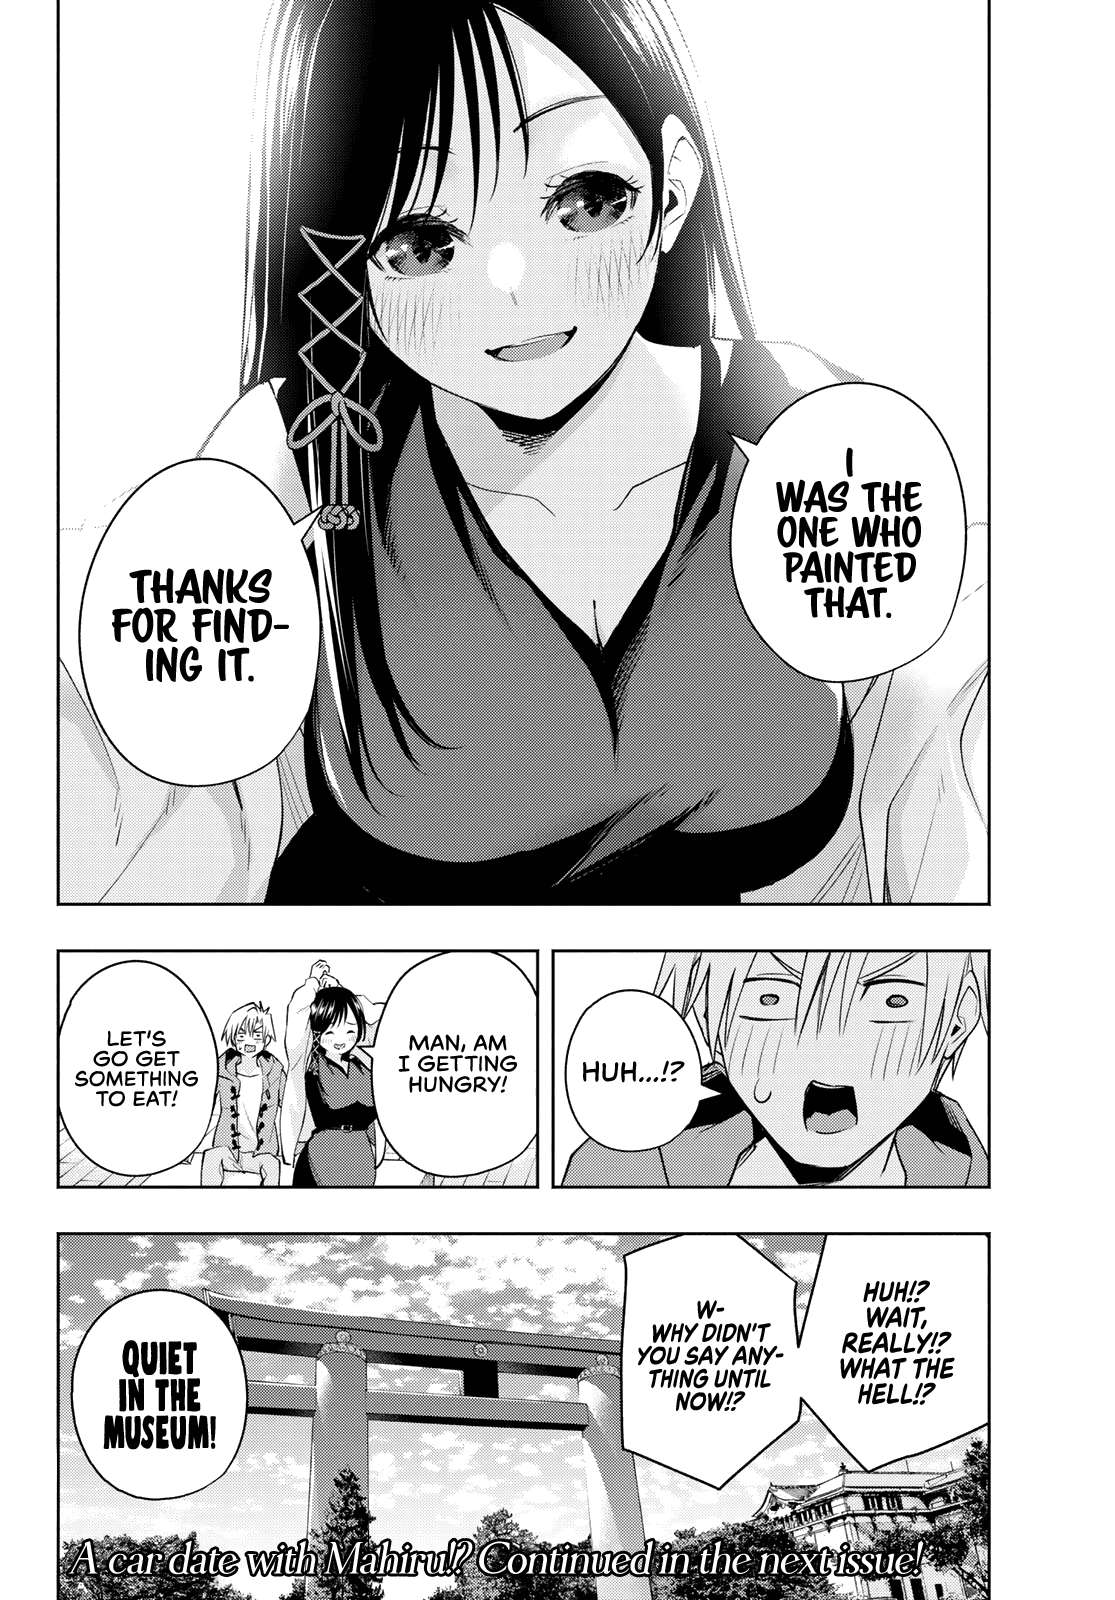 I
WAS THE
ONE WHO
PAINTED
THAT.
THANKS
FOR FIND-
ING IT.
HUH...!?
MAN, AM
I GETTING
HUNGRY!
LET'S
GO GET
SOMETHING
TO EAT!
HUH!?
WAIT,
REALLY!?
WHAT THE
HELL!?
W-
WHY DIDN'T
YOU SAY ANY-
THING UNTIL
NOW!?
QUIET
IN THE
MUSEUM!
A car date with Mahiru!? Continued in the next issue!